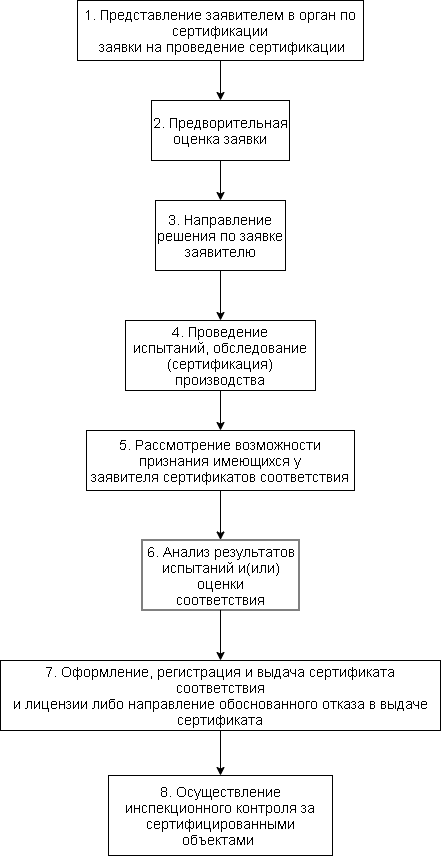 1. Представление заявителем в орган по
сертификации
заявки на проведение сертификации
2. Предворительная
оценка заявки
3. Направление
решения по заявке
заявителю
4. Проведение
испытаний, обследование
(сертификация)
производства
5. Рассмотрение возможности
признания имеющихся у
заявителя сертификатов соответствия
6. Анализ результатов
испытаний и(или)
оценки
соответствия
7. Оформление, регистрация и выдача сертификата
соответствия
и лицензии либо направление обоснованного отказа в выдаче
сертификата
8. Осуществление
инспекционного контроля за
сертифицированными
объектами